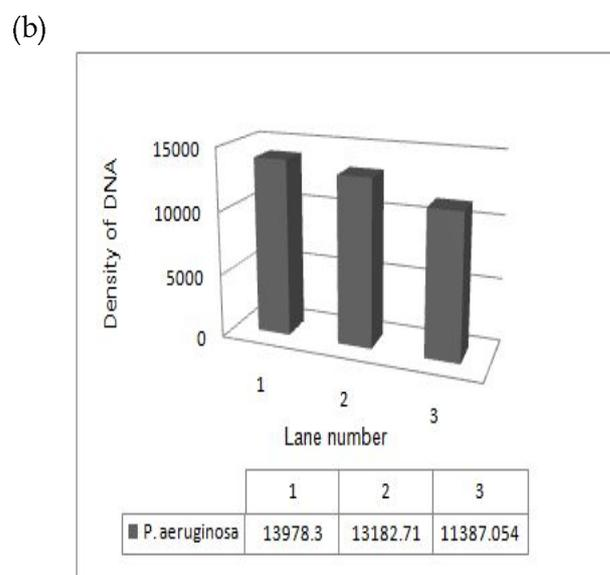 (b)
Density of DNA
15000
10000
5000
0
1 2 3
Lane number
1 2 3
P. aeruginosa 13978.3 13182.71 11387.054